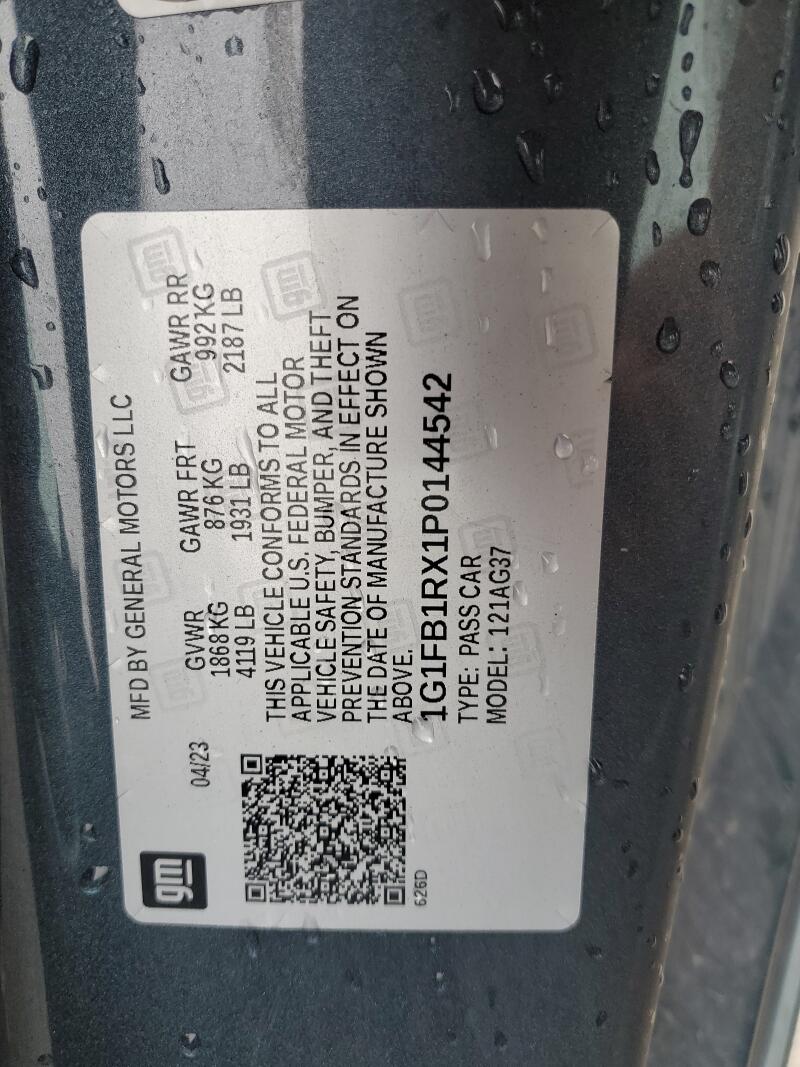 gm
04/23
MFD BY GENERAL MOTORS LLC
GVWR GAWR FRT GAWR RR
1868 KG 876 KG 992 KG
4119 LB 1931 LB 2187 LB
THIS VEHICLE CONFORMS TO ALL
APPLICABLE U.S. FEDERAL MOTOR
VEHICLE SAFETY, BUMPER, AND THEFT
PREVENTION STANDARDS IN EFFECT ON
THE DATE OF MANUFACTURE SHOWN
ABOVE.
1G1FB1RX1P0144542
TYPE: PASS CAR
MODEL: 121AG37
626D